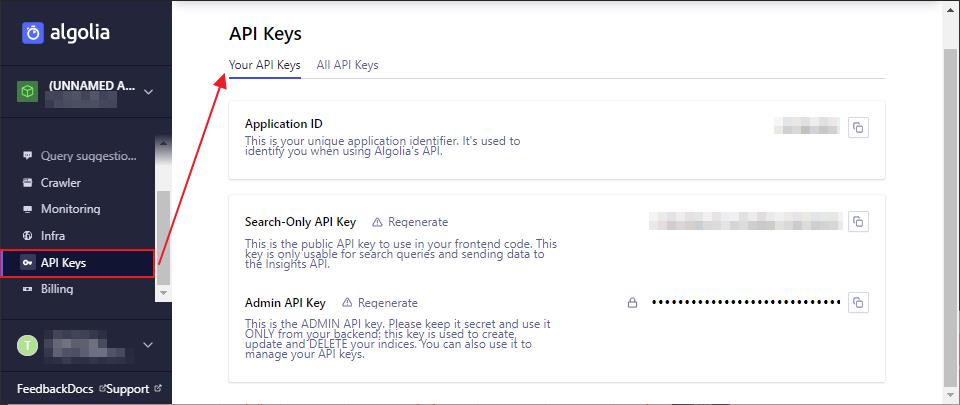 algolia
(UNNAMED A...
Query suggestio...
Crawler
Monitoring
Infra
API Keys
Billing
T
FeedbackDocs
Support
API Keys
Your API Keys
All API Keys
Application ID
This is your unique application identifier. It's used to
identify you when using Algolia's API.
Search-Only API Key
Regenerate
This is the public API key to use in your frontend code. This
key is only usable for search queries and sending data to
the Insights API.
Admin API Key
Regenerate
This is the ADMIN API key. Please keep it secret and use it
ONLY from your backend; this key is used to create,
update and DELETE your indices. You can also use it to
manage your API keys.